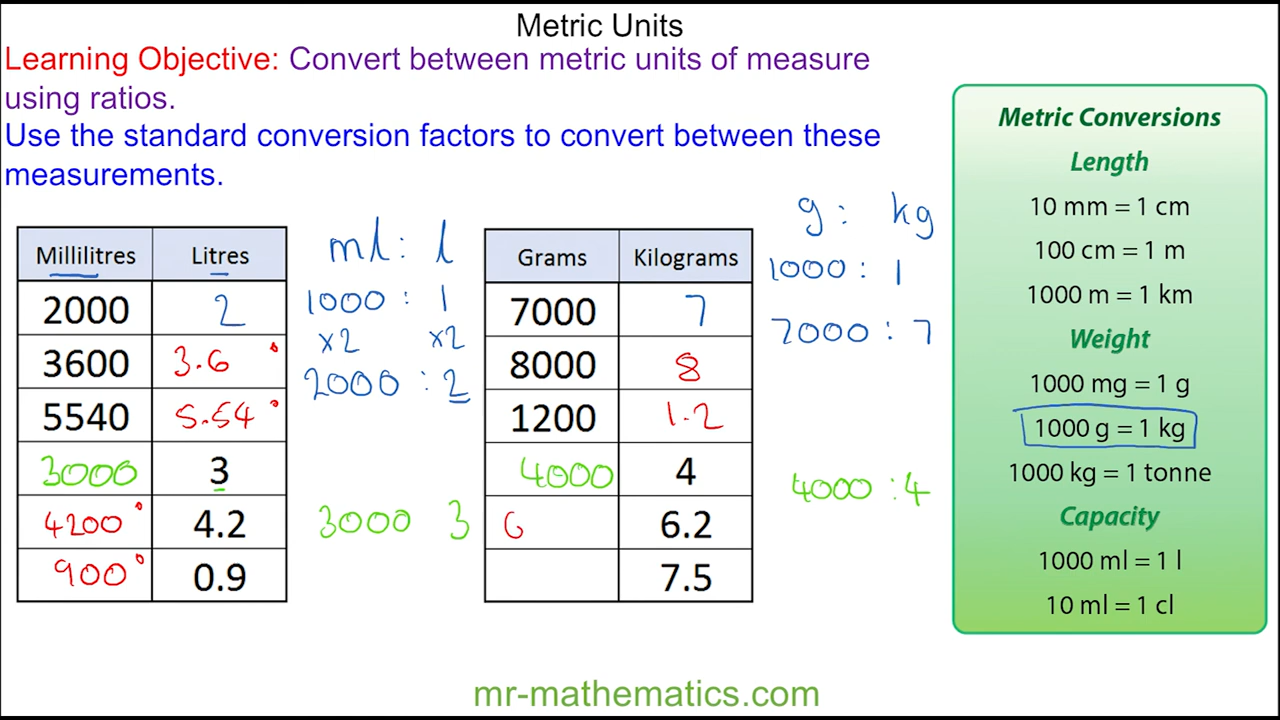 Metric Units
Learning Objective: Convert between metric units of measure
using ratios.
Use the standard conversion factors to convert between these
measurements.
Millilitres Litres
2000 2
3600 3.6
5540 5.54
3000 3
4200 4.2
900 0.9
ml : l
1000 : 1
×2 ×2
2000 : 2
3000 3
Grams Kilograms
7000 7
8000 8
1200 1.2
4000 4
6 6.2
7.5
g : kg
1000 : 1
7000 : 7
4000 : 4
Metric Conversions
Length
10 mm = 1 cm
100 cm = 1 m
1000 m = 1 km
Weight
1000 mg = 1 g
1000 g = 1 kg
1000 kg = 1 tonne
Capacity
1000 ml = 1 l
10 ml = 1 cl
mr-mathematics.com